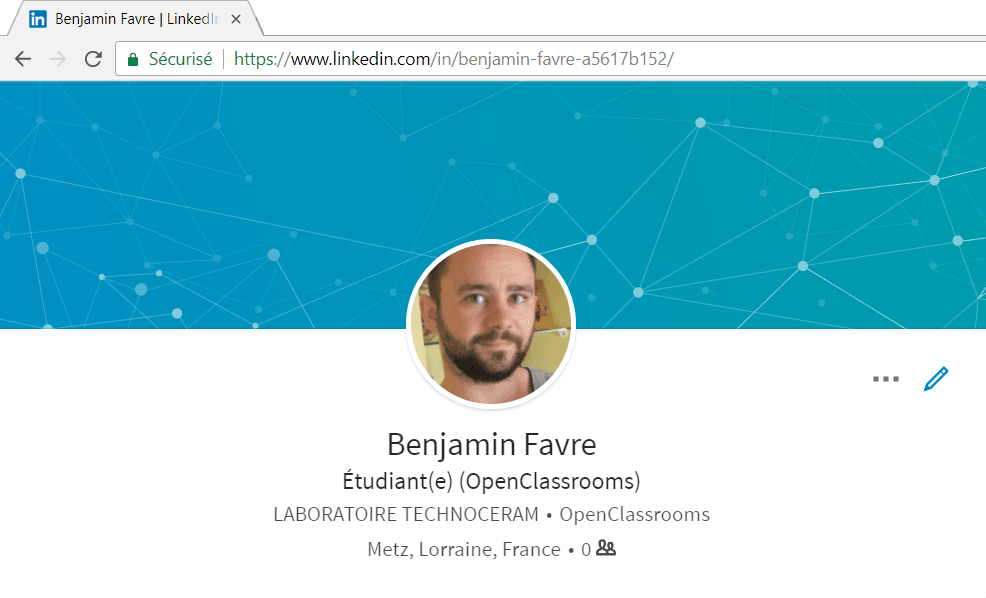 Benjamin Favre | LinkedIn
Sécurisé https://www.linkedin.com/in/benjamin-favre-a5617b152/
Benjamin Favre
Étudiant(e) (OpenClassrooms)
LABORATOIRE TECHNOCERAM • OpenClassrooms
Metz, Lorraine, France • 0